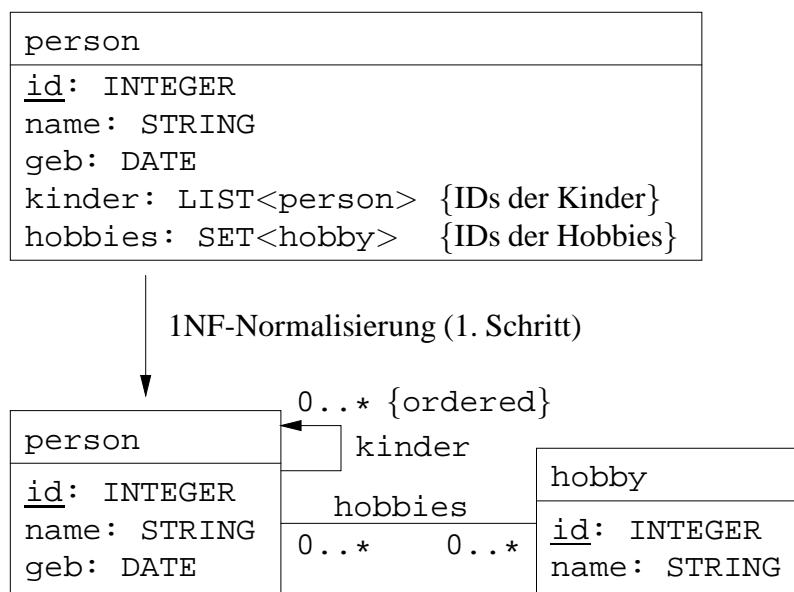 person
id: INTEGER
name: STRING
geb: DATE
kinder: LIST<person> {IDs der Kinder}
hobbies: SET<hobby> {IDs der Hobbies}
1NF-Normalisierung (1. Schritt)
0..* {ordered}
person
kinder
id: INTEGER
name: STRING
geb: DATE
hobbies
0..* 0..*
hobby
id: INTEGER
name: STRING